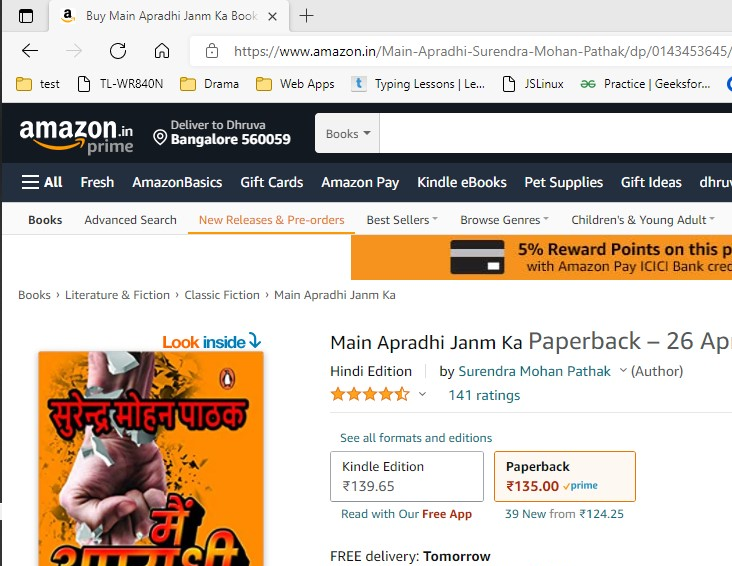 Buy Main Apradhi Janm Ka Book
https://www.amazon.in/Main-Apradhi-Surendra-Mohan-Pathak/dp/0143453645/
test TL-WR840N Drama Web Apps Typing Lessons | Le... JSLinux Practice | Geeksfor...
amazon.in
prime
Deliver to Dhruva
Bangalore 560059
Books
All Fresh AmazonBasics Gift Cards Amazon Pay Kindle eBooks Pet Supplies Gift Ideas dhru
Books Advanced Search New Releases & Pre-orders Best Sellers Browse Genres Children's & Young Adult
5% Reward Points on this p
with Amazon Pay ICICI Bank cred
Books › Literature & Fiction › Classic Fiction › Main Apradhi Janm Ka
Look inside
सुरेन्द्र मोहन पाठक
मैं
अपराधी
Main Apradhi Janm Ka Paperback – 26 Ap
Hindi Edition by Surendra Mohan Pathak (Author)
141 ratings
See all formats and editions
Kindle Edition
₹139.65
Paperback
₹135.00 prime
Read with Our Free App
39 New from ₹124.25
FREE delivery: Tomorrow